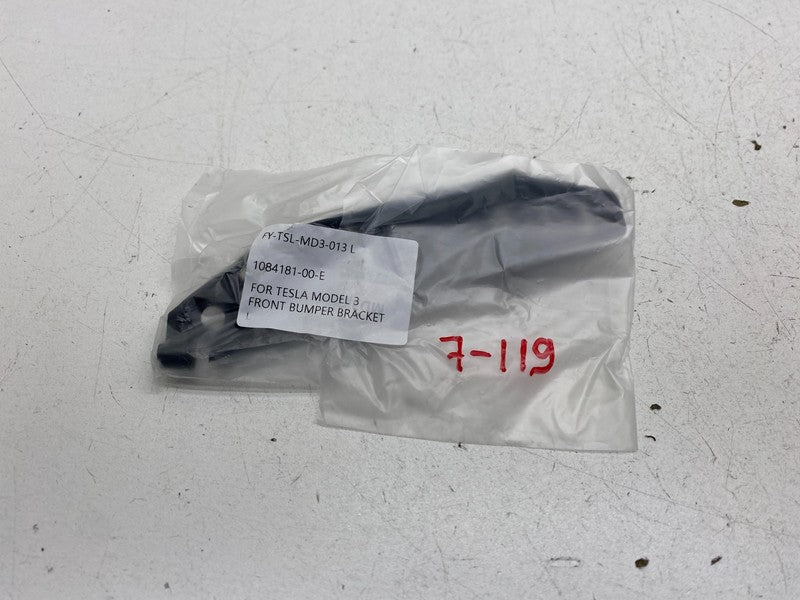 FY-TSL-MD3-013 L
1084181-00-E
FOR TESLA MODEL 3
FRONT BUMPER BRACKET
7-119